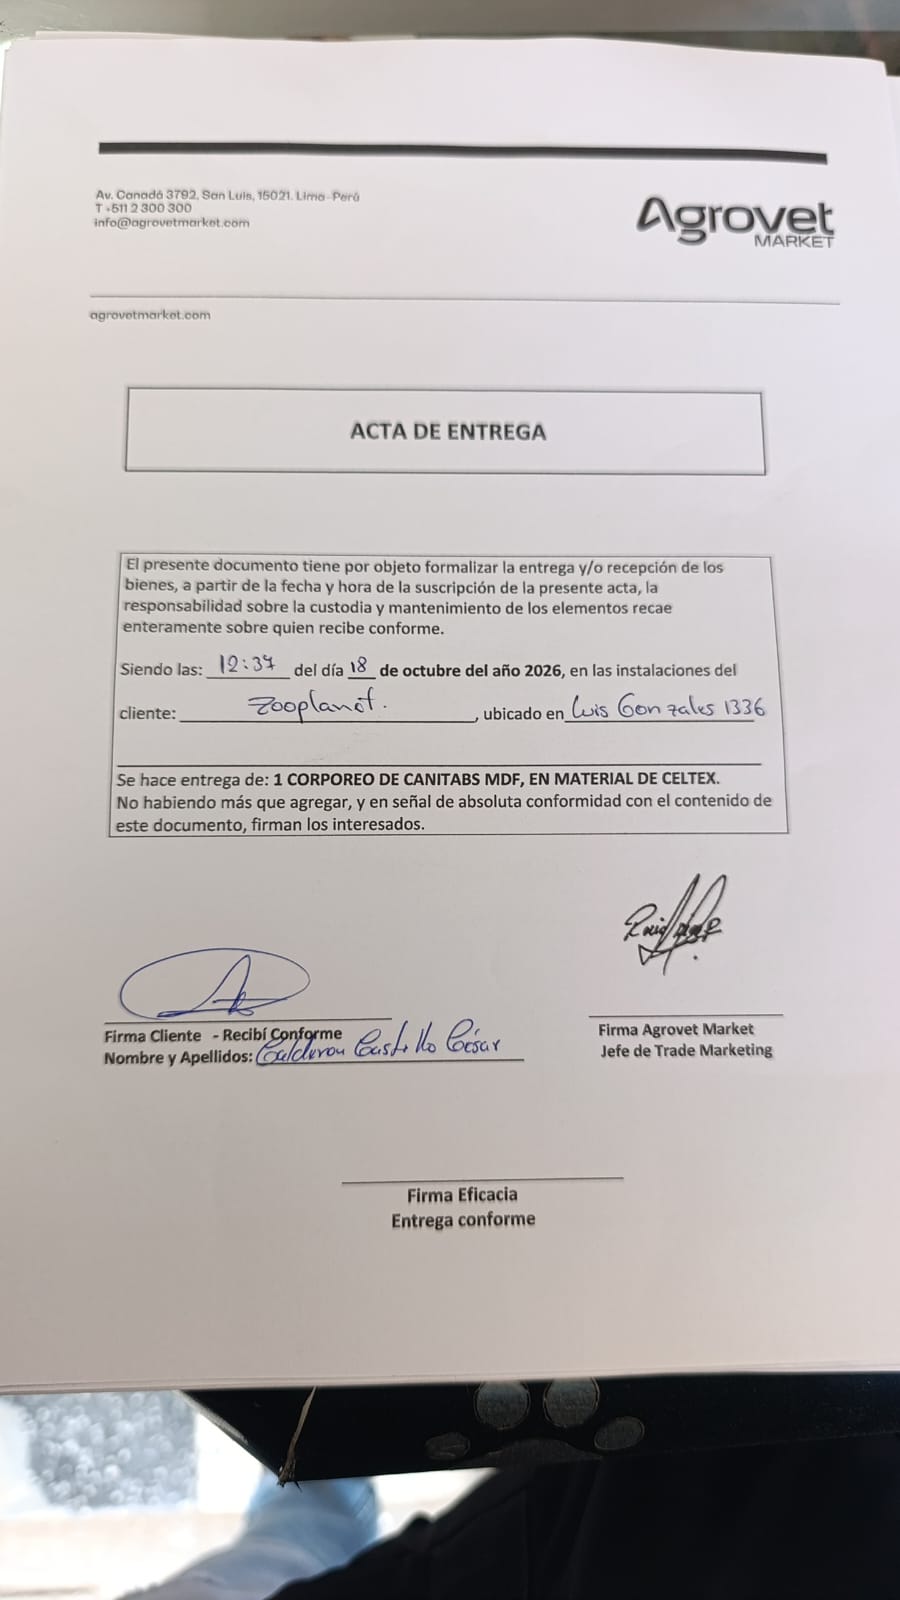 Av. Canadá 3792, San Luis, 15021. Lima-Perú
T +511 2 300 300
info@agrovetmarket.com
Agrovet
MARKET
agrovetmarket.com
ACTA DE ENTREGA
El presente documento tiene por objeto formalizar la entrega y/o recepción de los
bienes, a partir de la fecha y hora de la suscripción de la presente acta, la
responsabilidad sobre la custodia y mantenimiento de los elementos recae
enteramente sobre quien recibe conforme.
Siendo las: 12:37 del día 18 de octubre del año 2026, en las instalaciones del
cliente: Zooplanet. , ubicado en Luis Gonzales 1336
Se hace entrega de: 1 CORPOREO DE CANITABS MDF, EN MATERIAL DE CELTEX.
No habiendo más que agregar, y en señal de absoluta conformidad con el contenido de
este documento, firman los interesados.
Firma Cliente - Recibí Conforme
Nombre y Apellidos: Calderon Castillo César
Firma Agrovet Market
Jefe de Trade Marketing
Firma Eficacia
Entrega conforme